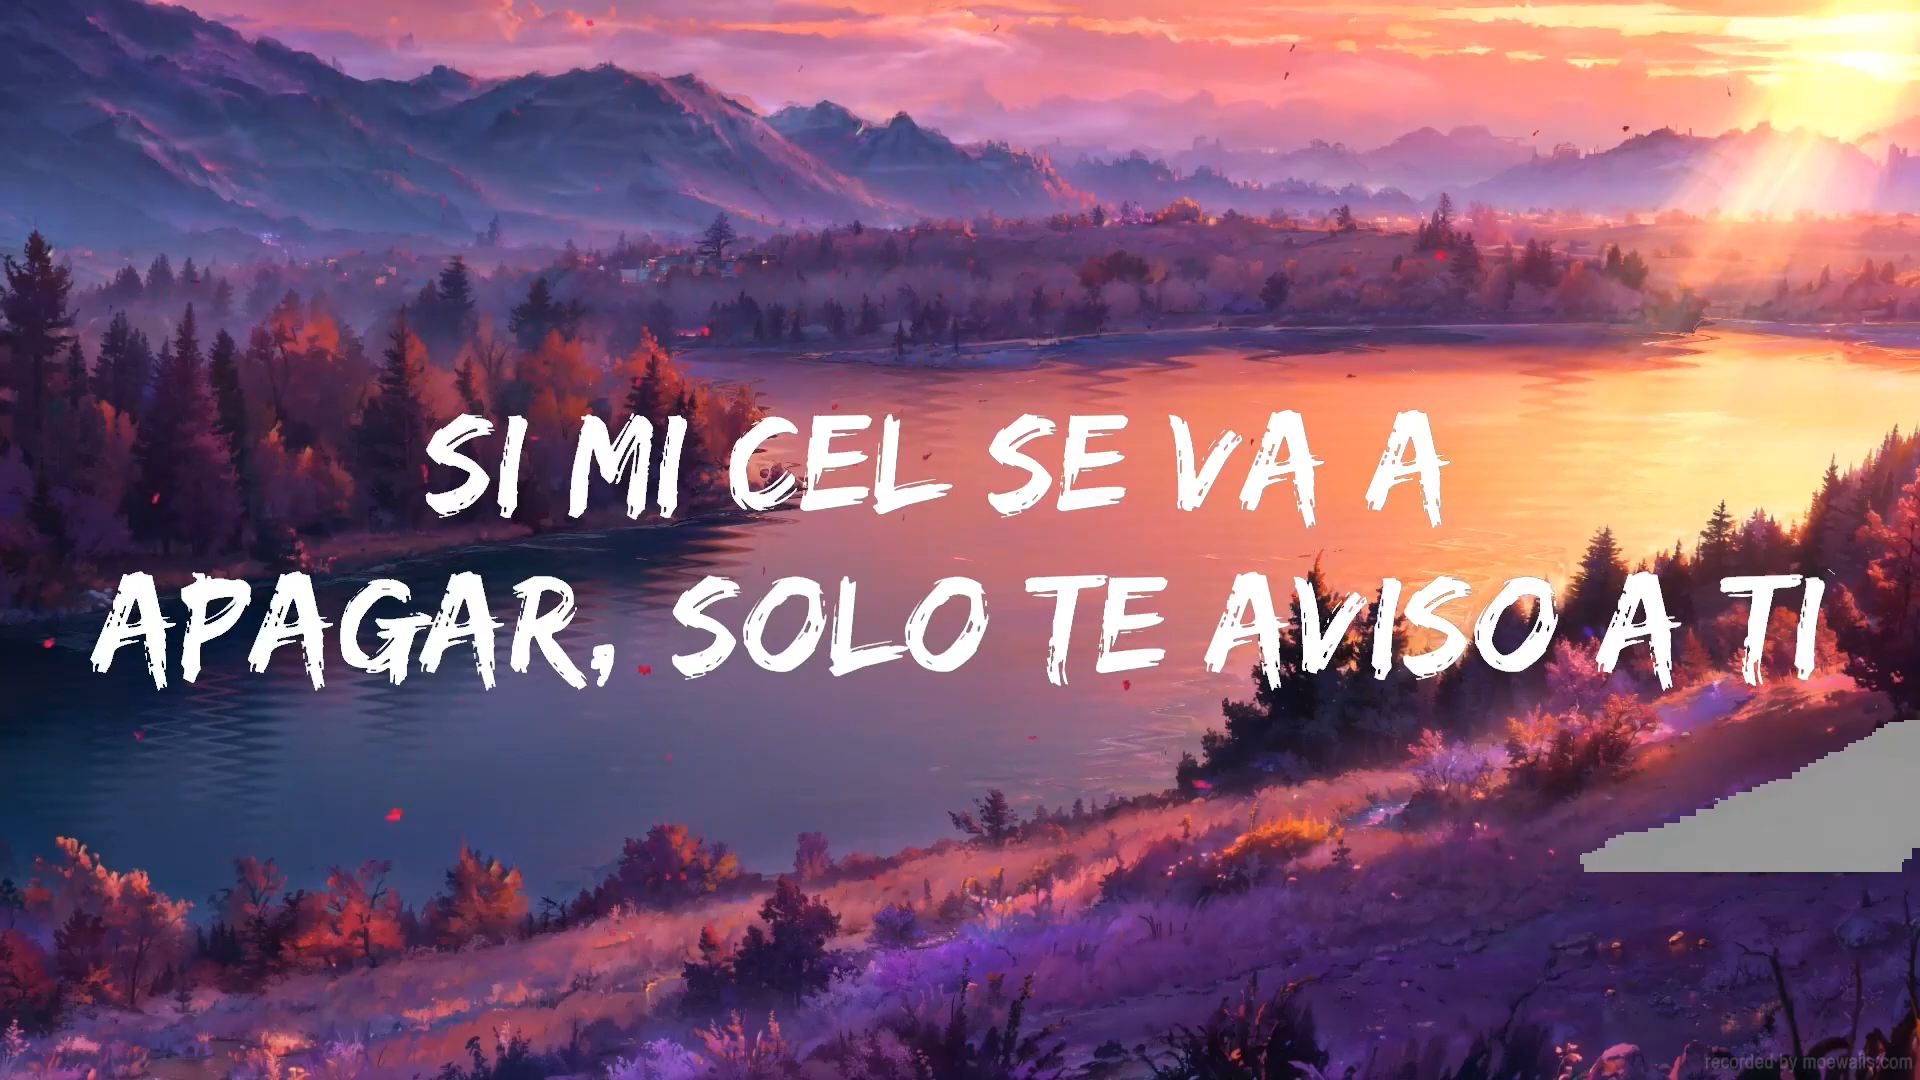 SI MI CEL SE VA A
APAGAR, SOLO TE AVISO A TI
recorded by moewalls.com